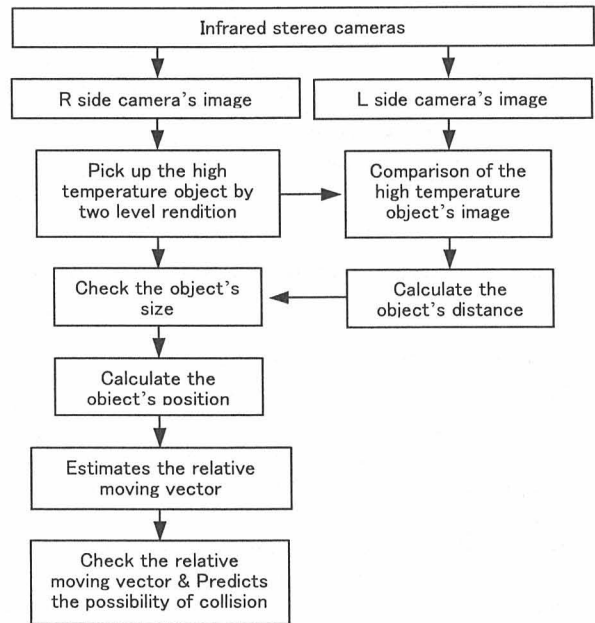 Infrared stereo cameras
R side camera's image
L side camera's image
Pick up the high
temperature object by
two level rendition
Comparison of the
high temperature
object's image
Check the object's
size
Calculate the
object's distance
Calculate the
object's position
Estimates the relative
moving vector
Check the relative
moving vector & Predicts
the possibility of collision